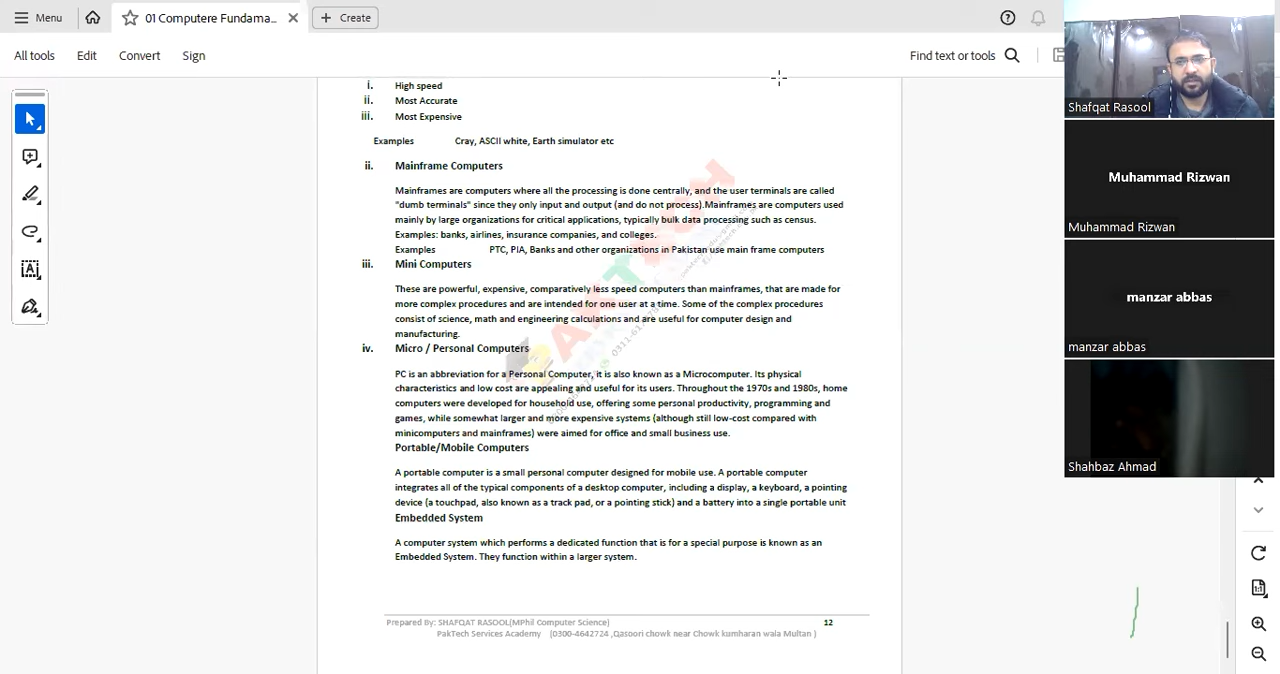 Menu
01 Computere Fundama...
Create
All tools
Edit
Convert
Sign
Find text or tools
i. High speed
ii. Most Accurate
iii. Most Expensive
Examples Cray, ASCII white, Earth simulator etc
ii. Mainframe Computers
Mainframes are computers where all the processing is done centrally, and the user terminals are called
"dumb terminals" since they only input and output (and do not process).Mainframes are computers used
mainly by large organizations for critical applications, typically bulk data processing such as census.
Examples: banks, airlines, insurance companies, and colleges.
Examples PTC, PIA, Banks and other organizations in Pakistan use main frame computers
iii. Mini Computers
These are powerful, expensive, comparatively less speed computers than mainframes, that are made for
more complex procedures and are intended for one user at a time. Some of the complex procedures
consist of science, math and engineering calculations and are useful for computer design and
manufacturing.
iv. Micro / Personal Computers
PC is an abbreviation for a Personal Computer, it is also known as a Microcomputer. Its physical
characteristics and low cost are appealing and useful for its users. Throughout the 1970s and 1980s, home
computers were developed for household use, offering some personal productivity, programming and
games, while somewhat larger and more expensive systems (although still low-cost compared with
minicomputers and mainframes) were aimed for office and small business use.
Portable/Mobile Computers
A portable computer is a small personal computer designed for mobile use. A portable computer
integrates all of the typical components of a desktop computer, including a display, a keyboard, a pointing
device (a touchpad, also known as a track pad, or a pointing stick) and a battery into a single portable unit
Embedded System
A computer system which performs a dedicated function that is for a special purpose is known as an
Embedded System. They function within a larger system.
Prepared By: SHAFQAT RASOOL(MPhil Computer Science) 12
PakTech Services Academy (0300-4642724 ,Qasoori chowk near Chowk kumharan wala Multan )
PAKTECH
Shafqat Rasool
Muhammad Rizwan
Muhammad Rizwan
manzar abbas
manzar abbas
Shahbaz Ahmad